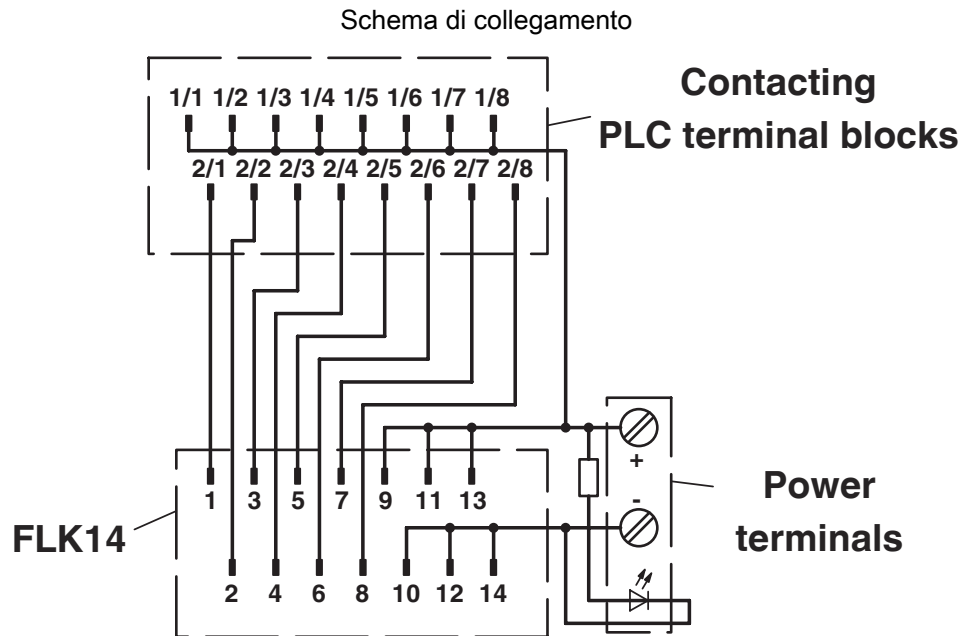 Schema di collegamento
1/1 1/2 1/3 1/4 1/5 1/6 1/7 1/8
Contacting
PLC terminal blocks
2/1 2/2 2/3 2/4 2/5 2/6 2/7 2/8
+
-
1 3 5 7 9 11 13
Power
terminals
FLK14
2 4 6 8 10 12 14